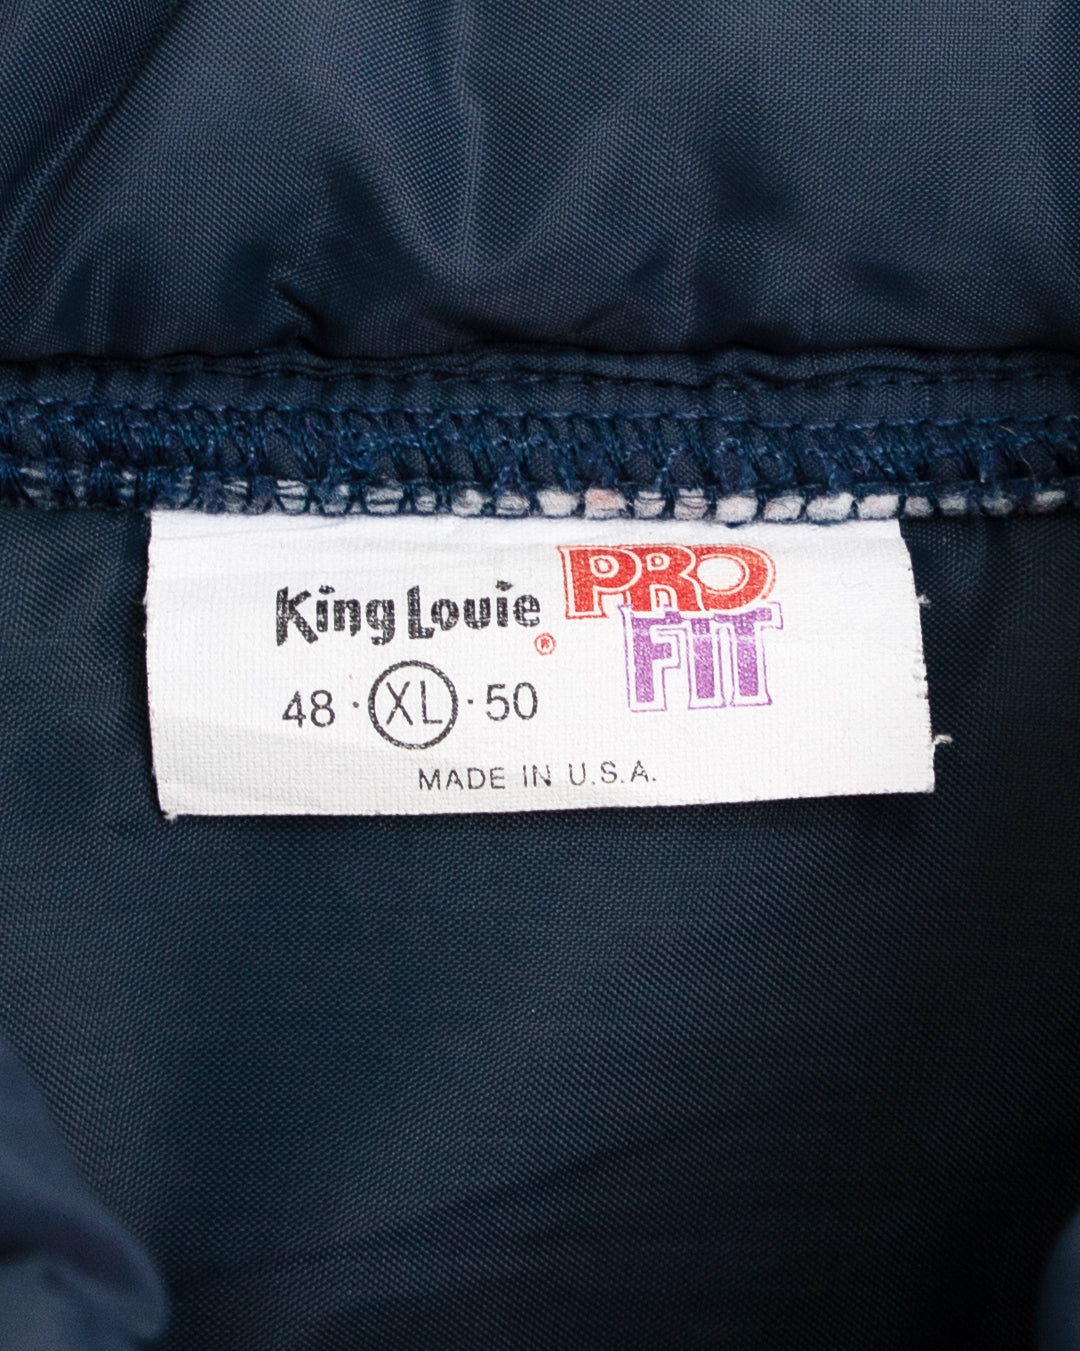 King Louie ® PRO FIT
48 · XL · 50
MADE IN U.S.A.